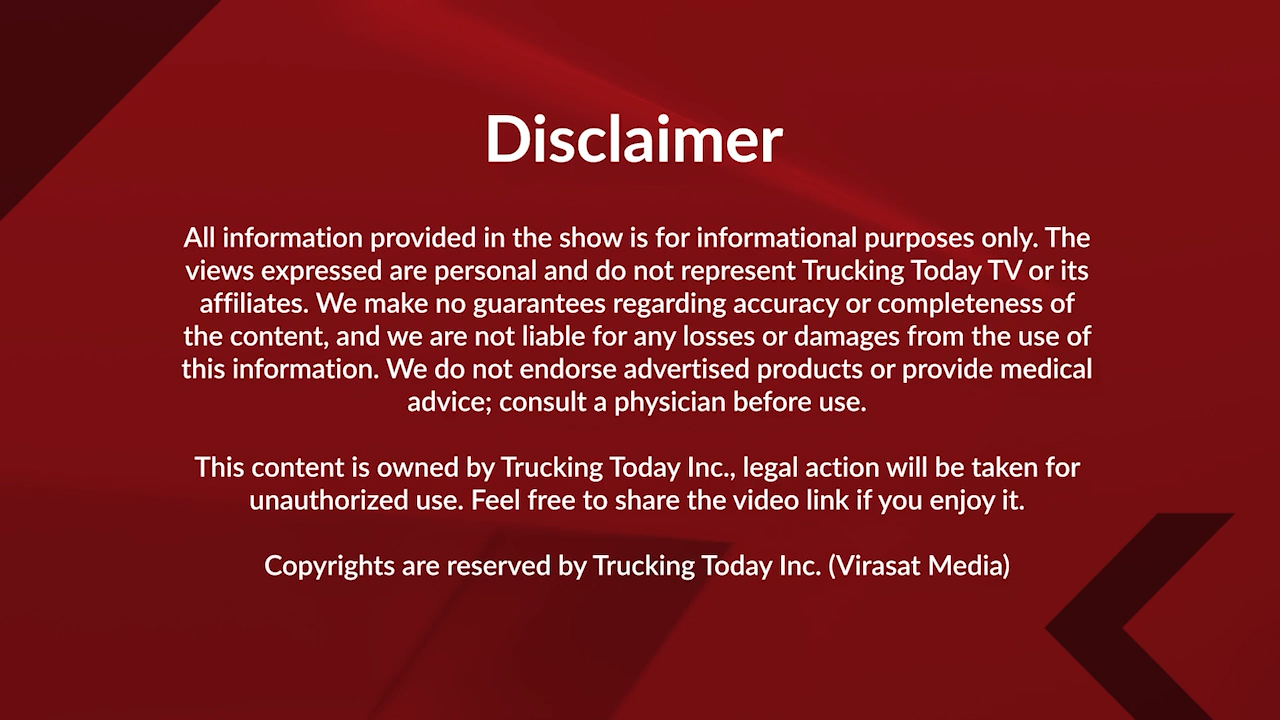 Disclaimer
All information provided in the show is for informational purposes only. The
views expressed are personal and do not represent Trucking Today TV or its
affiliates. We make no guarantees regarding accuracy or completeness of
the content, and we are not liable for any losses or damages from the use of
this information. We do not endorse advertised products or provide medical
advice; consult a physician before use.
This content is owned by Trucking Today Inc., legal action will be taken for
unauthorized use. Feel free to share the video link if you enjoy it.
Copyrights are reserved by Trucking Today Inc. (Virasat Media)